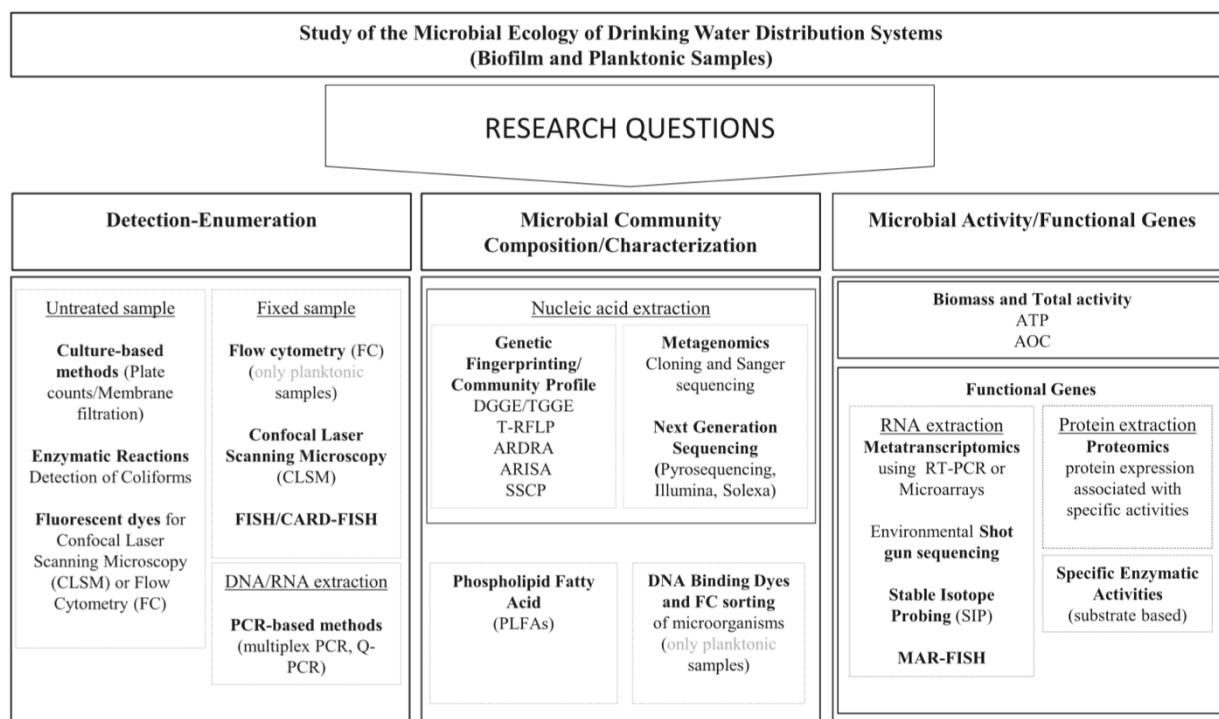 Study of the Microbial Ecology of Drinking Water Distribution Systems
(Biofilm and Planktonic Samples)
RESEARCH QUESTIONS
Detection-Enumeration
Untreated sample
Culture-based
methods (Plate
counts/Membrane
filtration)
Enzymatic Reactions
Detection of Coliforms
Fluorescent dyes for
Confocal Laser
Scanning Microscopy
(CLSM) or Flow
Cytometry (FC)
Fixed sample
Flow cytometry (FC)
(only planktonic
samples)
Confocal Laser
Scanning Microscopy
(CLSM)
FISH/CARD-FISH
DNA/RNA extraction
PCR-based methods
(multiplex PCR, Q-
PCR)
Microbial Community
Composition/Characterization
Nucleic acid extraction
Genetic
Fingerprinting/
Community Profile
DGGE/TGGE
T-RFLP
ARDRA
ARISA
SSCP
Metagenomics
Cloning and Sanger
sequencing
Next Generation
Sequencing
(Pyrosequencing,
Illumina, Solexa)
Phospholipid Fatty
Acid
(PLFAs)
DNA Binding Dyes
and FC sorting
of microorganisms
(only planktonic
samples)
Microbial Activity/Functional Genes
Biomass and Total activity
ATP
AOC
Functional Genes
RNA extraction
Metatranscriptomics
using RT-PCR or
Microarrays
Environmental Shot
gun sequencing
Stable Isotope
Probing (SIP)
MAR-FISH
Protein extraction
Proteomics
protein expression
associated with
specific activities
Specific Enzymatic
Activities
(substrate based)